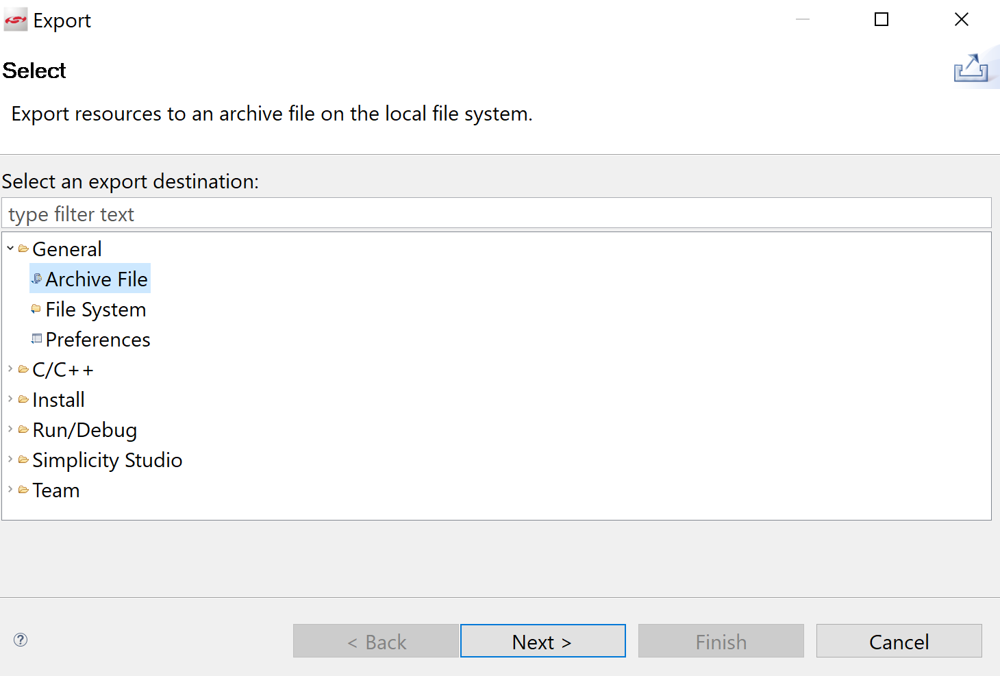 Export
Select
Export resources to an archive file on the local file system.
Select an export destination:
type filter text
General
Archive File
File System
Preferences
C/C++
Install
Run/Debug
Simplicity Studio
Team
?
< Back Next > Finish Cancel